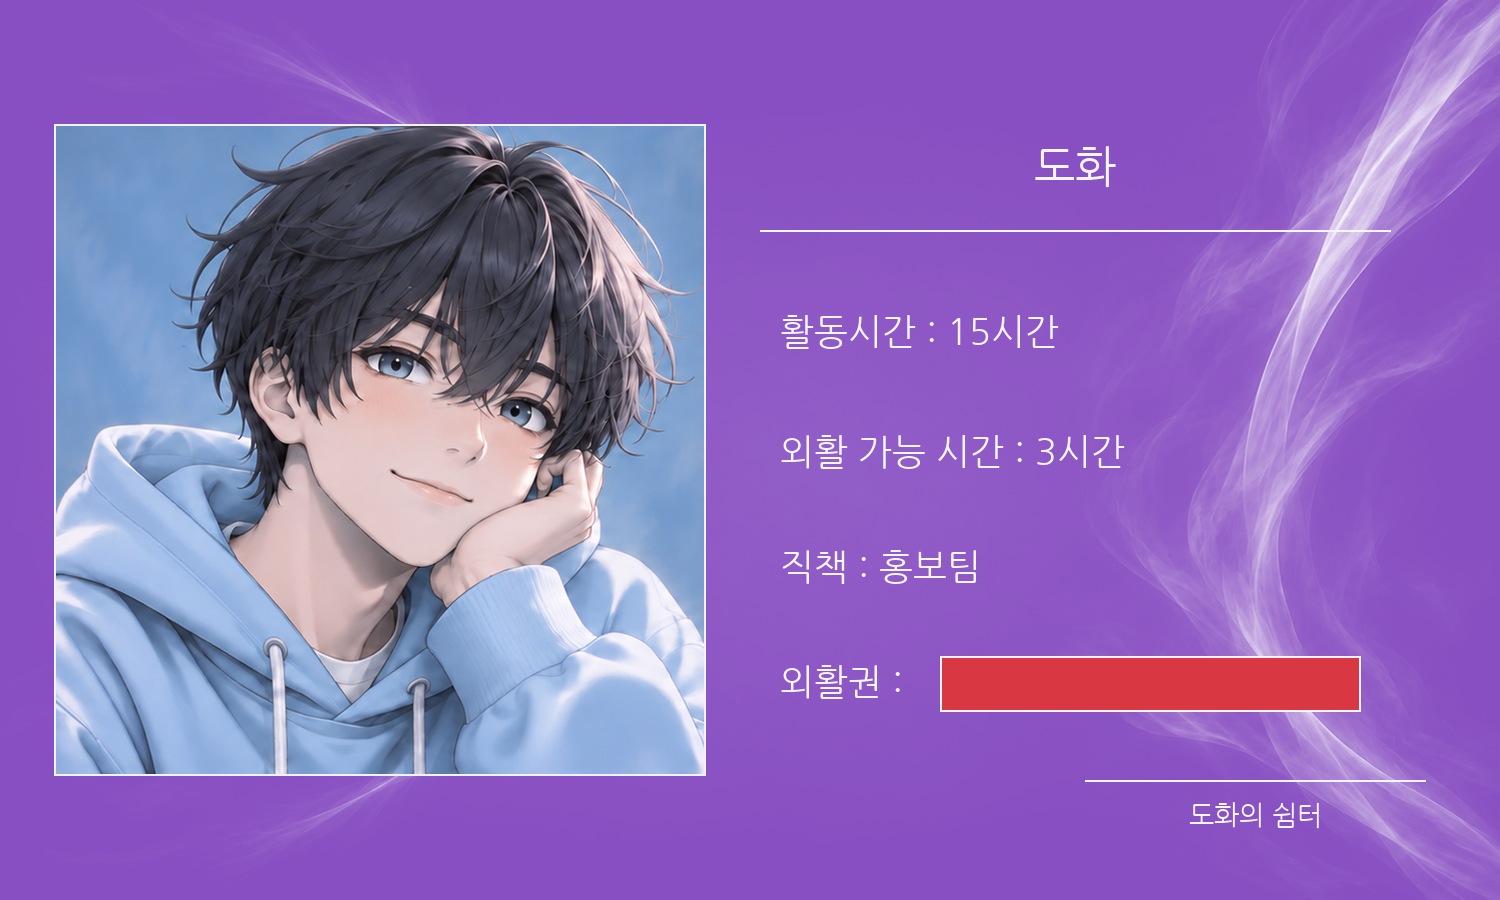 도화
활동시간 : 15시간
외활 가능 시간 : 3시간
직책 : 홍보팀
외활권 :
도화의 쉼터